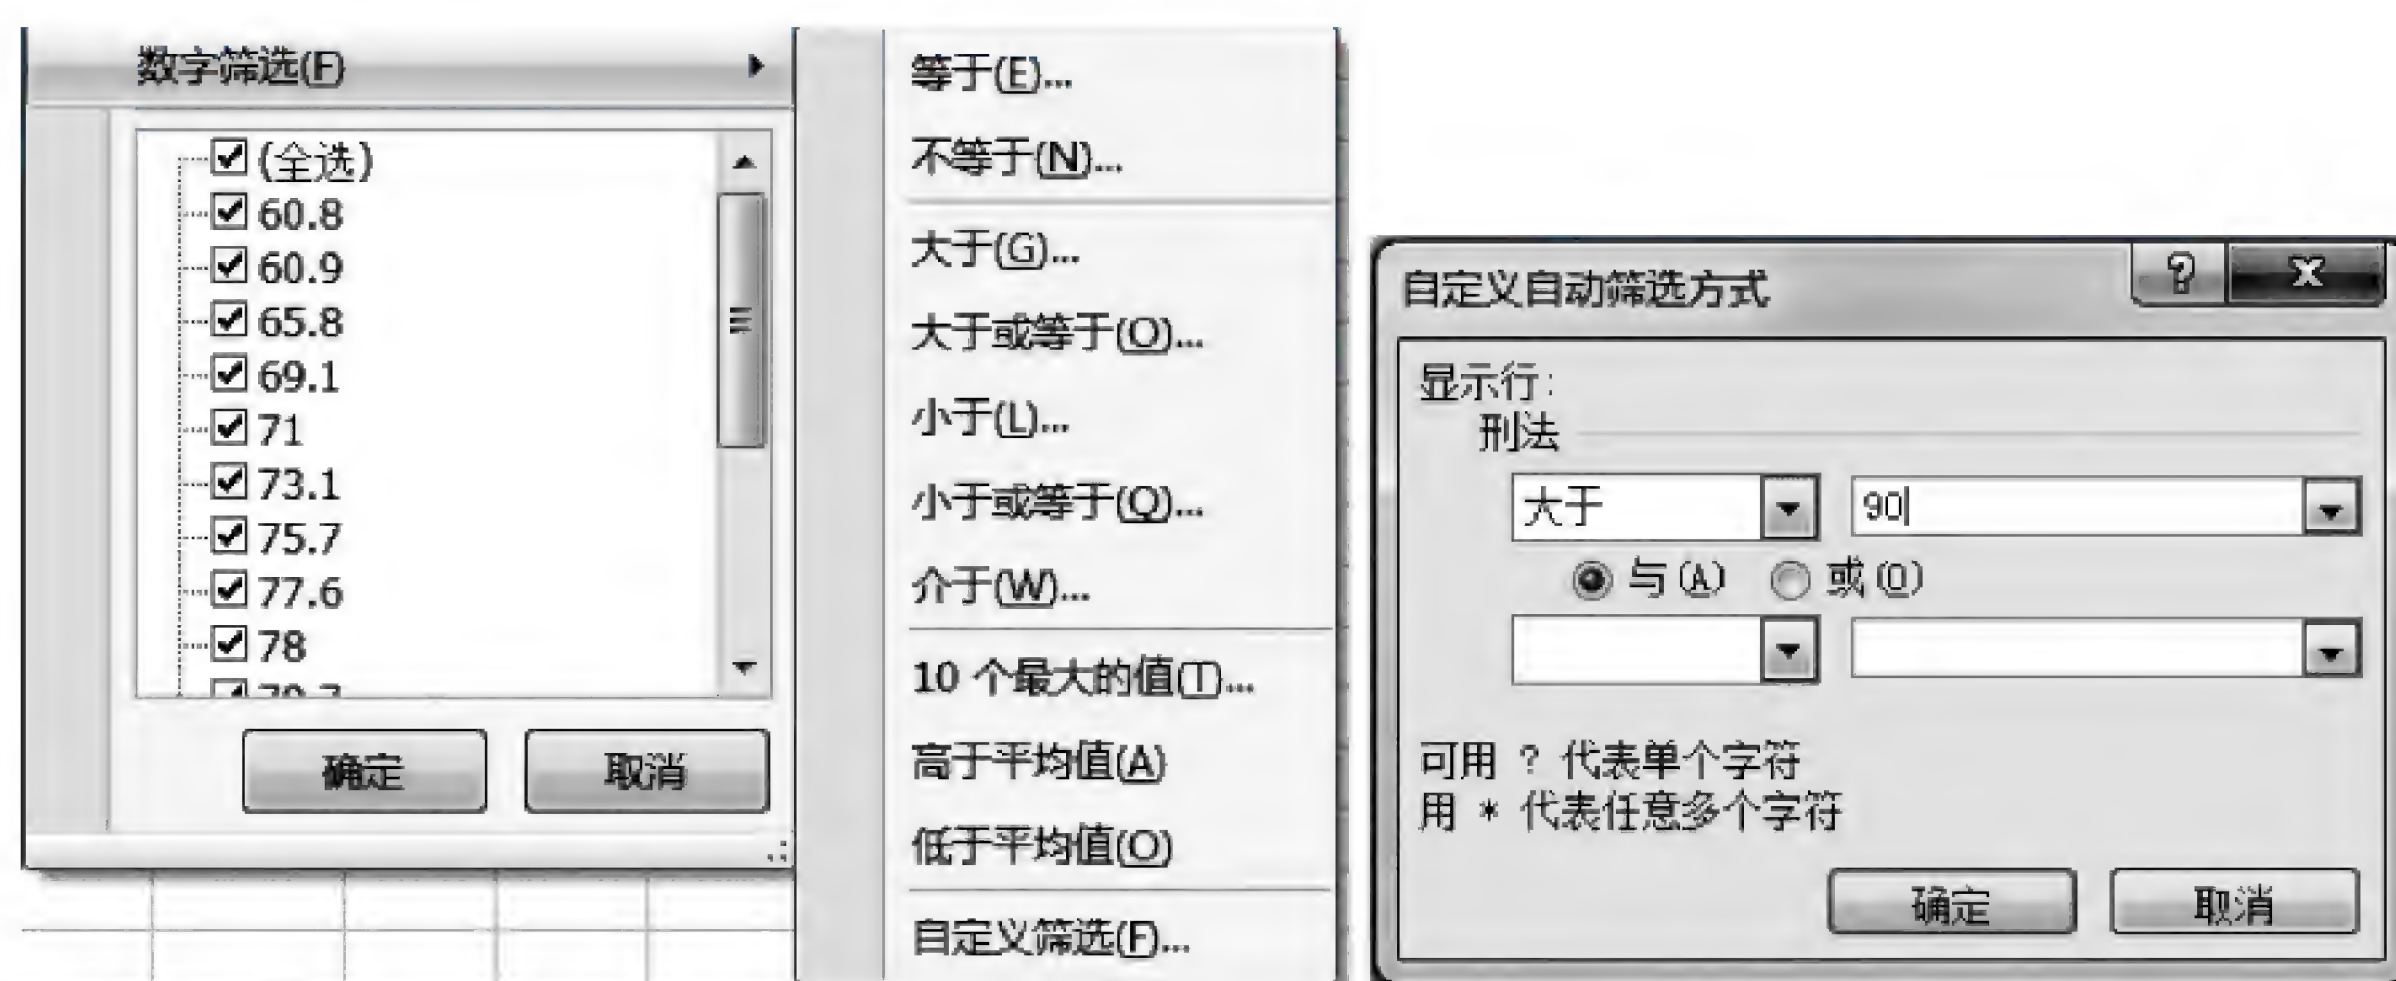 数字筛选(F)
(全选)
60.8
60.9
65.8
69.1
71
73.1
75.7
77.6
78
确定
取消
等于(E)...
不等于(N)...
大于(G)...
大于或等于(O)...
小于(L)...
小于或等于(Q)...
介于(W)...
10 个最大的值(T)...
高于平均值(A)
低于平均值(O)
自定义筛选(F)...
自定义自动筛选方式
显示行:
刑法
大于
90
与(A)
或(O)
可用 ? 代表单个字符
用 * 代表任意多个字符
确定
取消